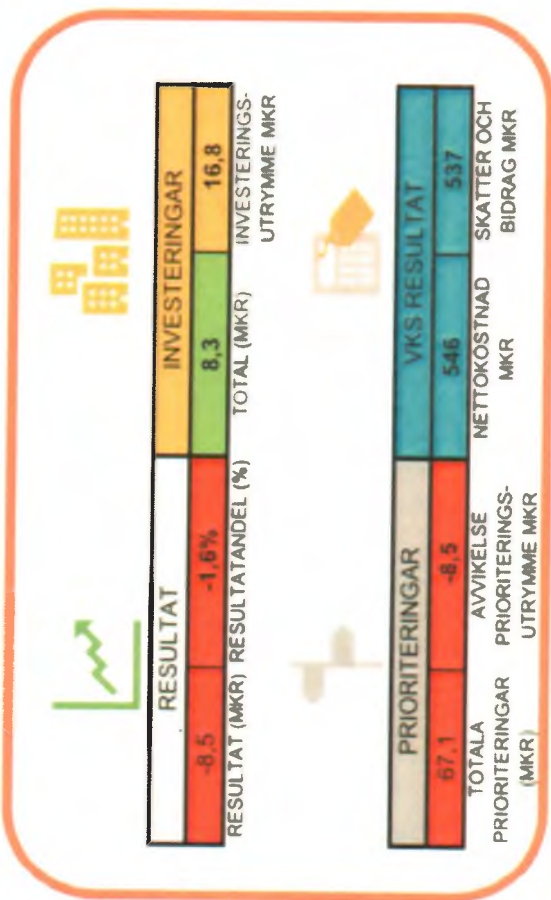 RESULTAT
INVESTERINGAR
-8,5
-1,6%
8,3
16,8
RESULTAT (MKR)
RESULTATANDEL (%)
TOTAL (MKR)
INVESTERINGS-
UTRYMME MKR
PRIORITERINGAR
VKS RESULTAT
67,1
-8,5
546
537
TOTALA
PRIORITERINGAR
(MKR)
AVVIKELSE
PRIORITERINGS-
UTRYMME MKR
NETTOKOSTNAD
MKR
SKATTER OCH
BIDRAG MKR